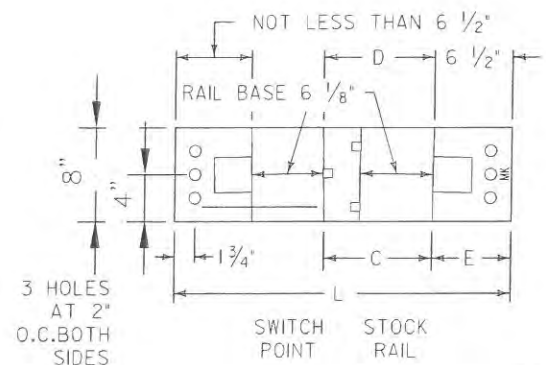 NOT LESS THAN 6 1/2"
D
6 1/2"
RAIL BASE 6 1/8"
8"
4"
MK
1 3/4"
C
E
L
3 HOLES
AT 2"
O.C.BOTH
SIDES
SWITCH
POINT
STOCK
RAIL